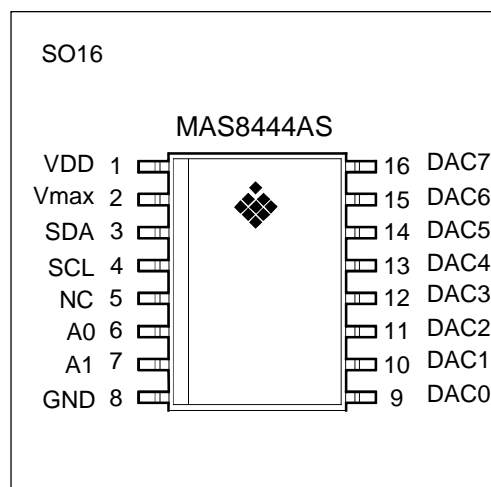 SO16
MAS8444AS
VDD 1 16 DAC7
Vmax 2 15 DAC6
SDA 3 14 DAC5
SCL 4 13 DAC4
NC 5 12 DAC3
A0 6 11 DAC2
A1 7 10 DAC1
GND 8 9 DAC0